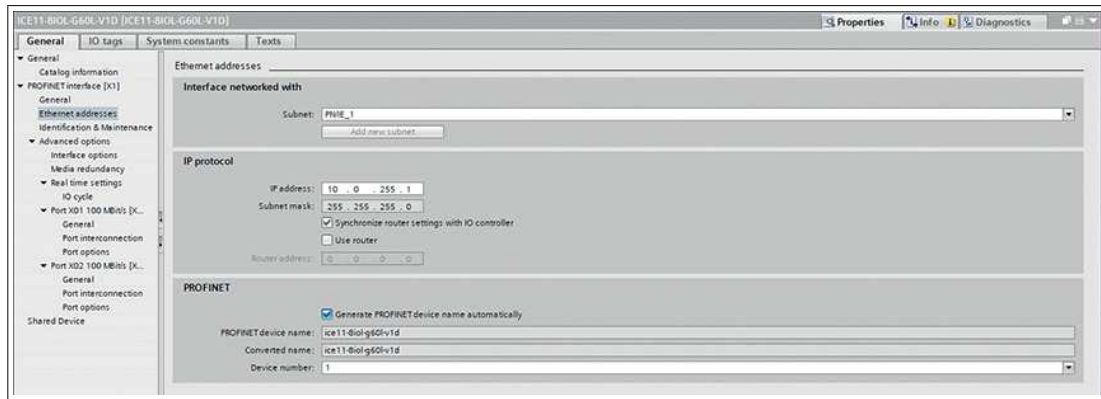 ICE11-8IOL-G60L-V1D [ICE11-8IOL-G60L-V1D]
Properties Info Diagnostics
General IO tags System constants Texts
General
Catalog information
PROFINET interface [X1]
General
Ethernet addresses
Identification & Maintenance
Advanced options
Interface options
Media redundancy
Real time settings
IO cycle
Port X01 100 MBit/s [X...
General
Port interconnection
Port options
Port X02 100 MBit/s [X...
General
Port interconnection
Port options
Shared Device
Ethernet addresses
Interface networked with
Subnet: PN/IE_1
Add new subnet
IP protocol
IP address: 10 . 0 . 255 . 1
Subnet mask: 255 . 255 . 255 . 0
Synchronize router settings with IO controller
Use router
Router address: 0 . 0 . 0 . 0
PROFINET
Generate PROFINET device name automatically
PROFINET device name: ice11-8iol-g60l-v1d
Converted name: ice11-8iol-g60l-v1d
Device number: 1